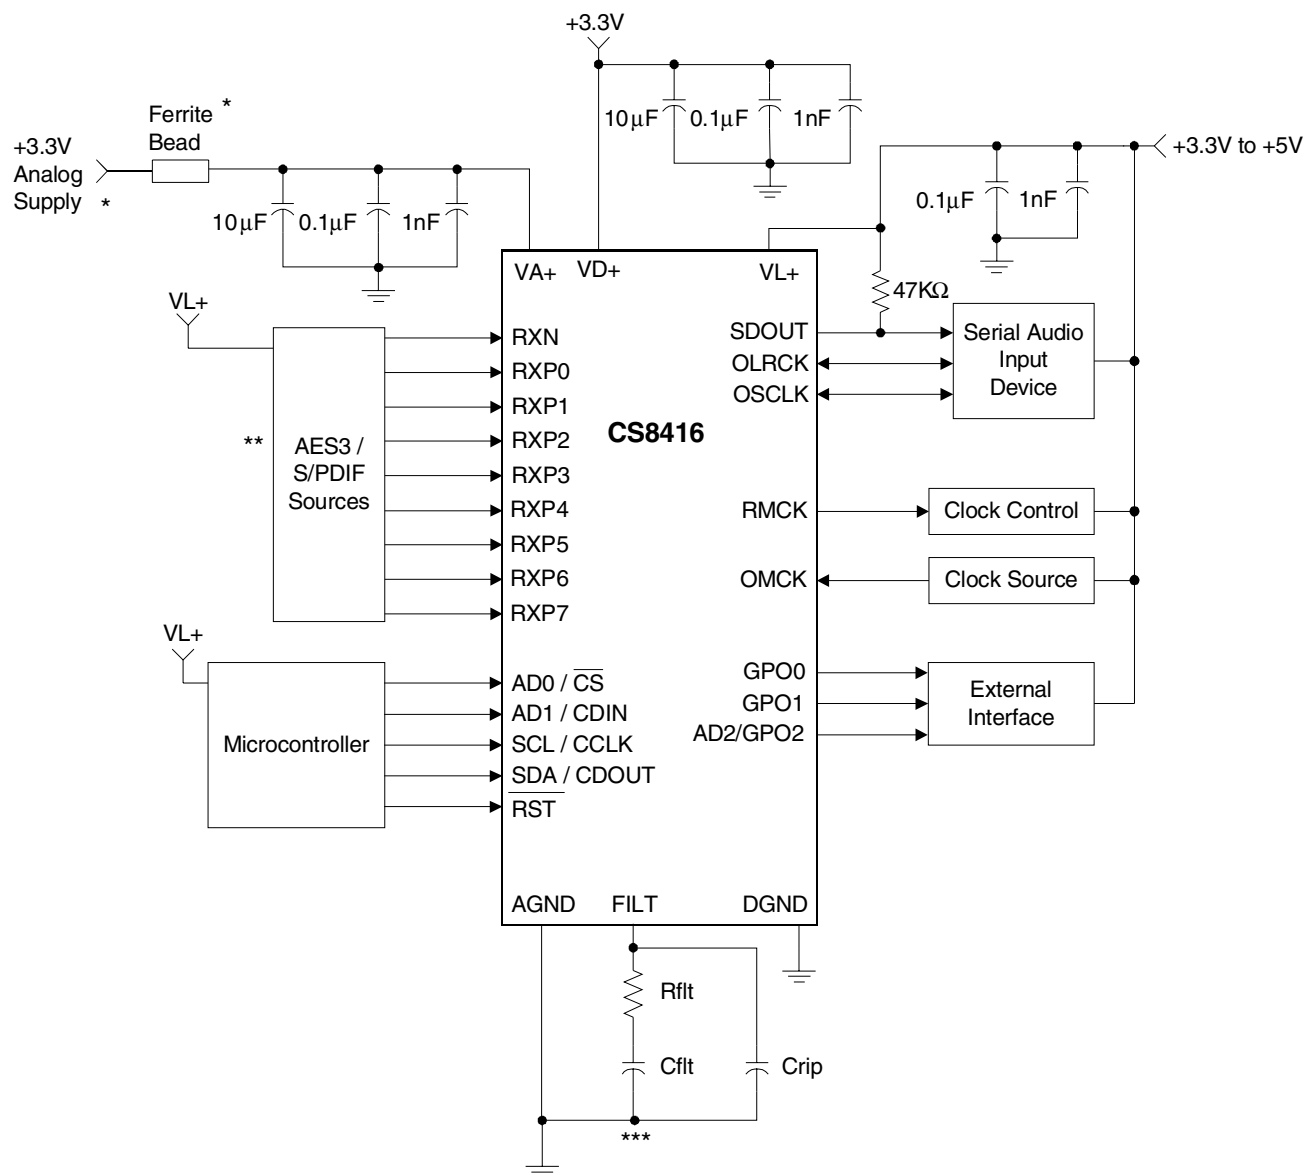 +3.3V
Ferrite *
Bead
+3.3V
Analog
Supply *
10µF
0.1µF
1nF
10µF
0.1µF
1nF
+3.3V to +5V
0.1µF
1nF
VA+
VD+
VL+
47KΩ
VL+
AES3 /
S/PDIF
Sources
**
RXN
RXP0
RXP1
RXP2
RXP3
RXP4
RXP5
RXP6
RXP7
CS8416
SDOUT
OLRCK
OSCLK
Serial Audio
Input
Device
RMCK
Clock Control
OMCK
Clock Source
VL+
Microcontroller
AD0 / C̅S̅
AD1 / CDIN
SCL / CCLK
SDA / CDOUT
R̅S̅T̅
GPO0
GPO1
AD2/GPO2
External
Interface
AGND
FILT
DGND
Rflt
Cflt
Crip
***